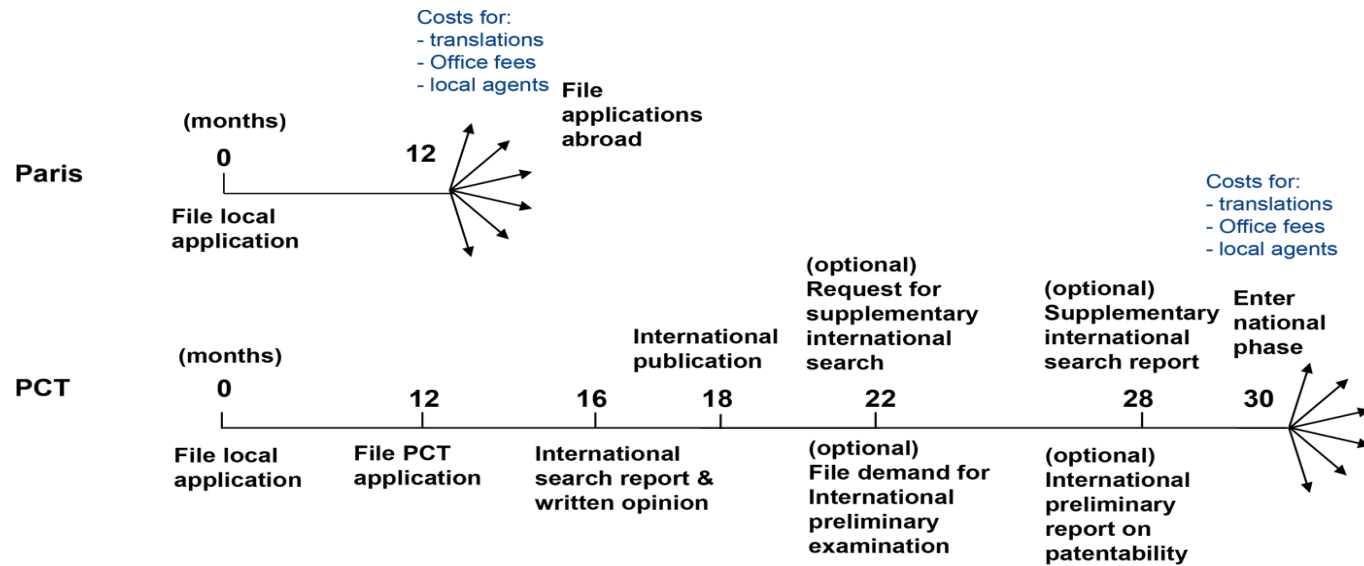 Costs for:
- translations
- Office fees
- local agents
File
applications
abroad
(months)
0
12
Paris
File local
application
Costs for:
- translations
- Office fees
- local agents
(optional)
Request for
supplementary
international
search
(optional)
Supplementary
international
search report
Enter
national
phase
International
publication
(months)
PCT
0
12
16
18
22
28
30
File local
application
File PCT
application
International
search report &
written opinion
(optional)
File demand for
International
preliminary
examination
(optional)
International
preliminary
report on
patentability